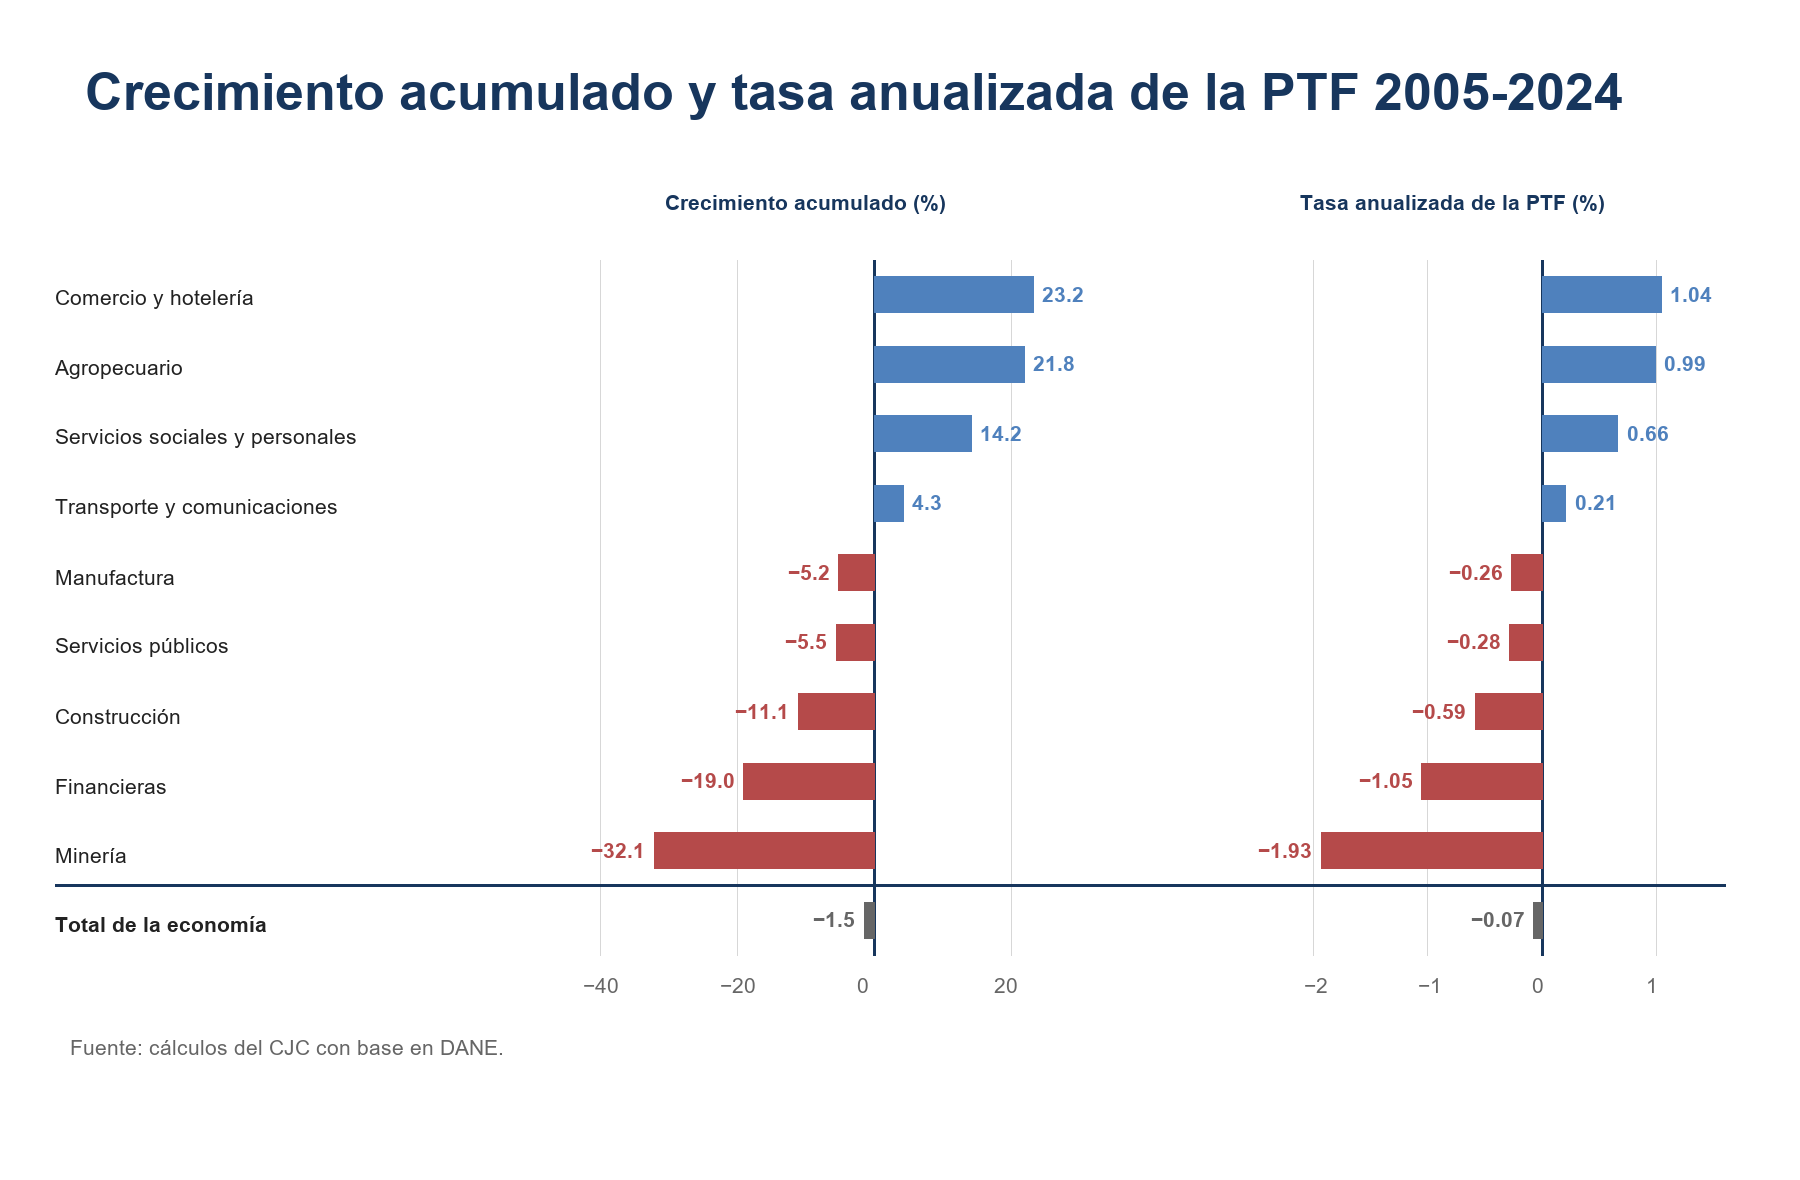 Crecimiento acumulado y tasa anualizada de la PTF 2005-2024
Crecimiento acumulado (%) Tasa anualizada de la PTF (%)
Comercio y hotelería 23.2 1.04
Agropecuario 21.8 0.99
Servicios sociales y personales 14.2 0.66
Transporte y comunicaciones 4.3 0.21
Manufactura −5.2 −0.26
Servicios públicos −5.5 −0.28
Construcción −11.1 −0.59
Financieras −19.0 −1.05
Minería −32.1 −1.93
Total de la economía −1.5 −0.07
−40 −20 0 20 −2 −1 0 1
Fuente: cálculos del CJC con base en DANE.